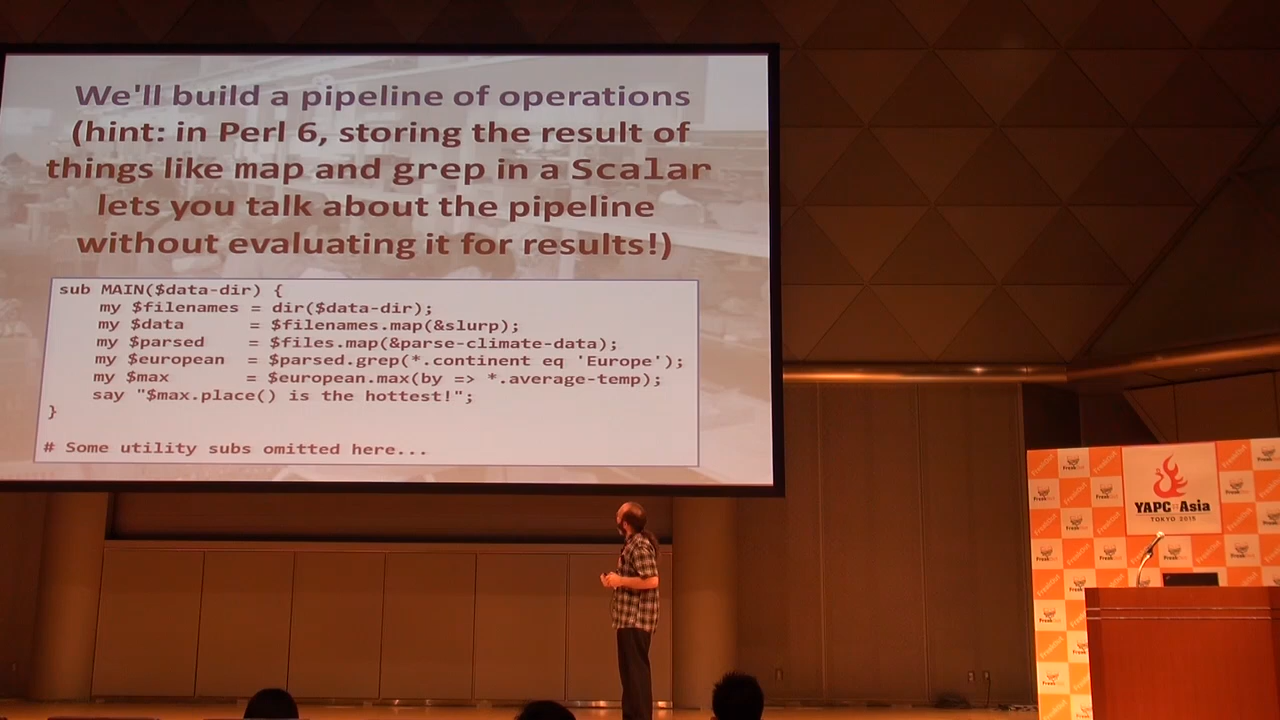 We'll build a pipeline of operations
(hint: in Perl 6, storing the result of
things like map and grep in a Scalar
lets you talk about the pipeline
without evaluating it for results!)
sub MAIN($data-dir) {
my $filenames = dir($data-dir);
my $data = $filenames.map(&slurp);
my $parsed = $files.map(&parse-climate-data);
my $european = $parsed.grep(*.continent eq 'Europe');
my $max = $european.max(by => *.average-temp);
say "$max.place() is the hottest!";
}
# Some utility subs omitted here...
YAPC::Asia
TOKYO 2015
FreakOut